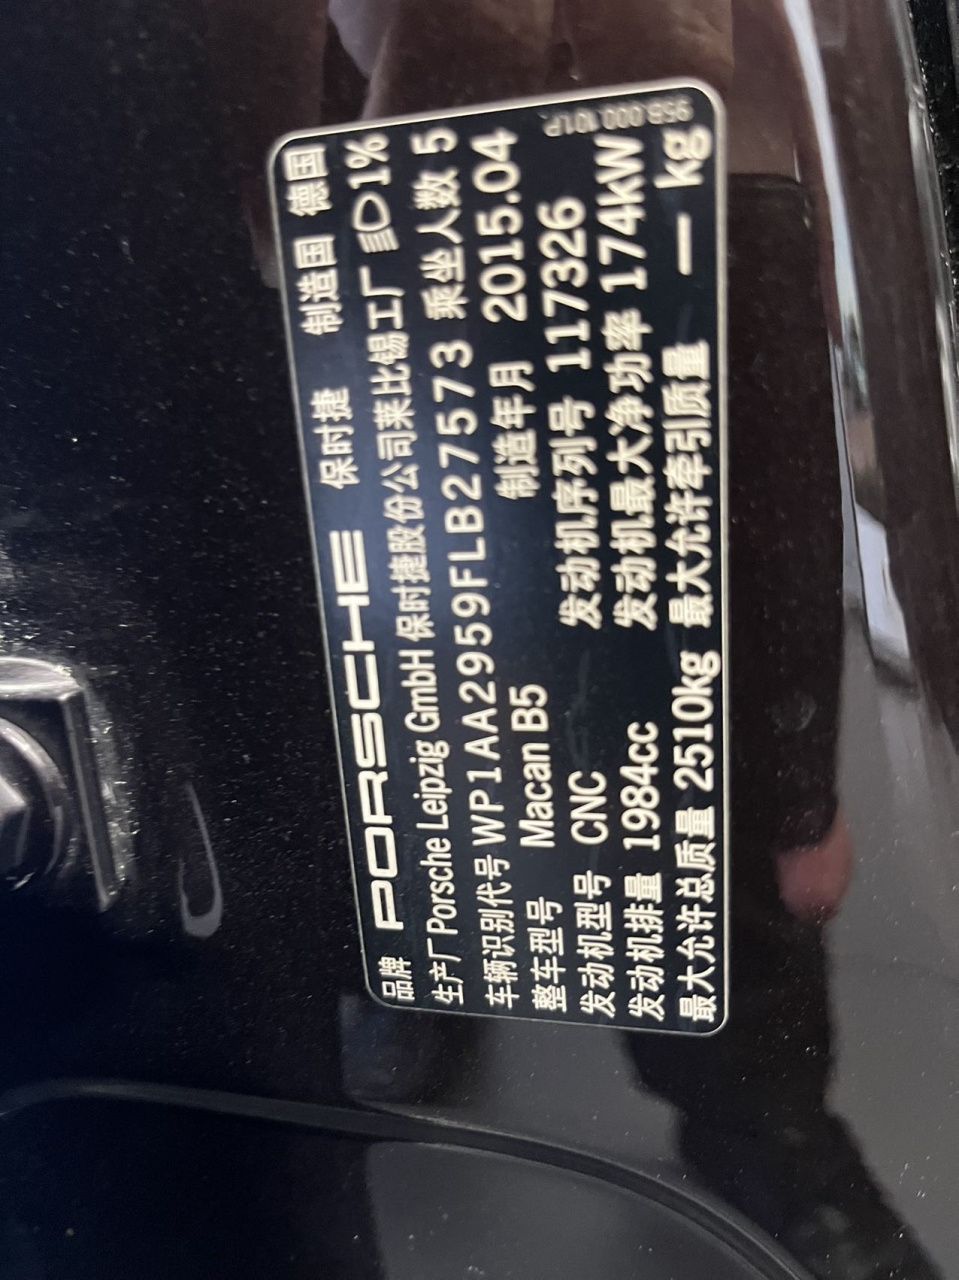 95B.000.101.P
品牌 PORSCHE 保时捷 制造国 德国
生产厂 Porsche Leipzig GmbH 保时捷股份公司莱比锡工厂 1%
车辆识别代号 WP1AA2959FLB27573 乘坐人数 5
整车型号 Macan B5 制造年月 2015.04
发动机型号 CNC 发动机序列号 117326
发动机排量 1984cc 发动机最大净功率 174kW
最大允许总质量 2510kg 最大允许牵引质量 — kg